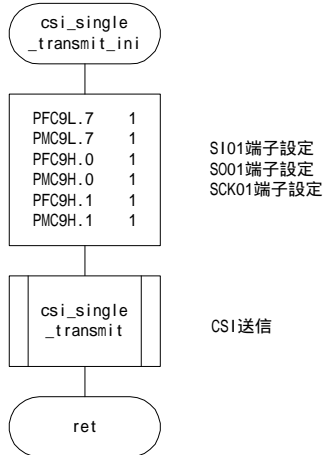 csi_single
_transmit_ini
PFC9L.7 1
PMC9L.7 1
PFC9H.0 1
PMC9H.0 1
PFC9H.1 1
PMC9H.1 1
SI01端子設定
SO01端子設定
SCK01端子設定
csi_single
_transmit
CSI送信
ret